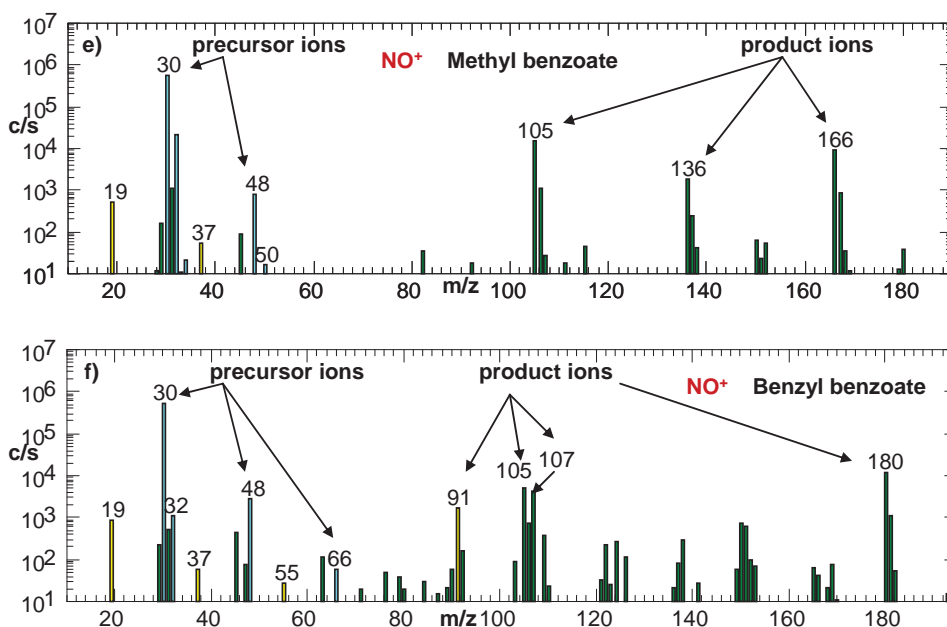 10⁷
e)
precursor ions
NO⁺ Methyl benzoate
product ions
10⁶
30
10⁵
c/s
10⁴
105
166
136
10³
19
48
10²
37
50
10¹
20 40 60 80 m/z 100 120 140 160 180
10⁷
f)
precursor ions
product ions
NO⁺ Benzyl benzoate
10⁶
30
10⁵
c/s
10⁴
105 107
180
48
91
10³
19
32
10²
37
55
66
10¹
20 40 60 80 m/z 100 120 140 160 180